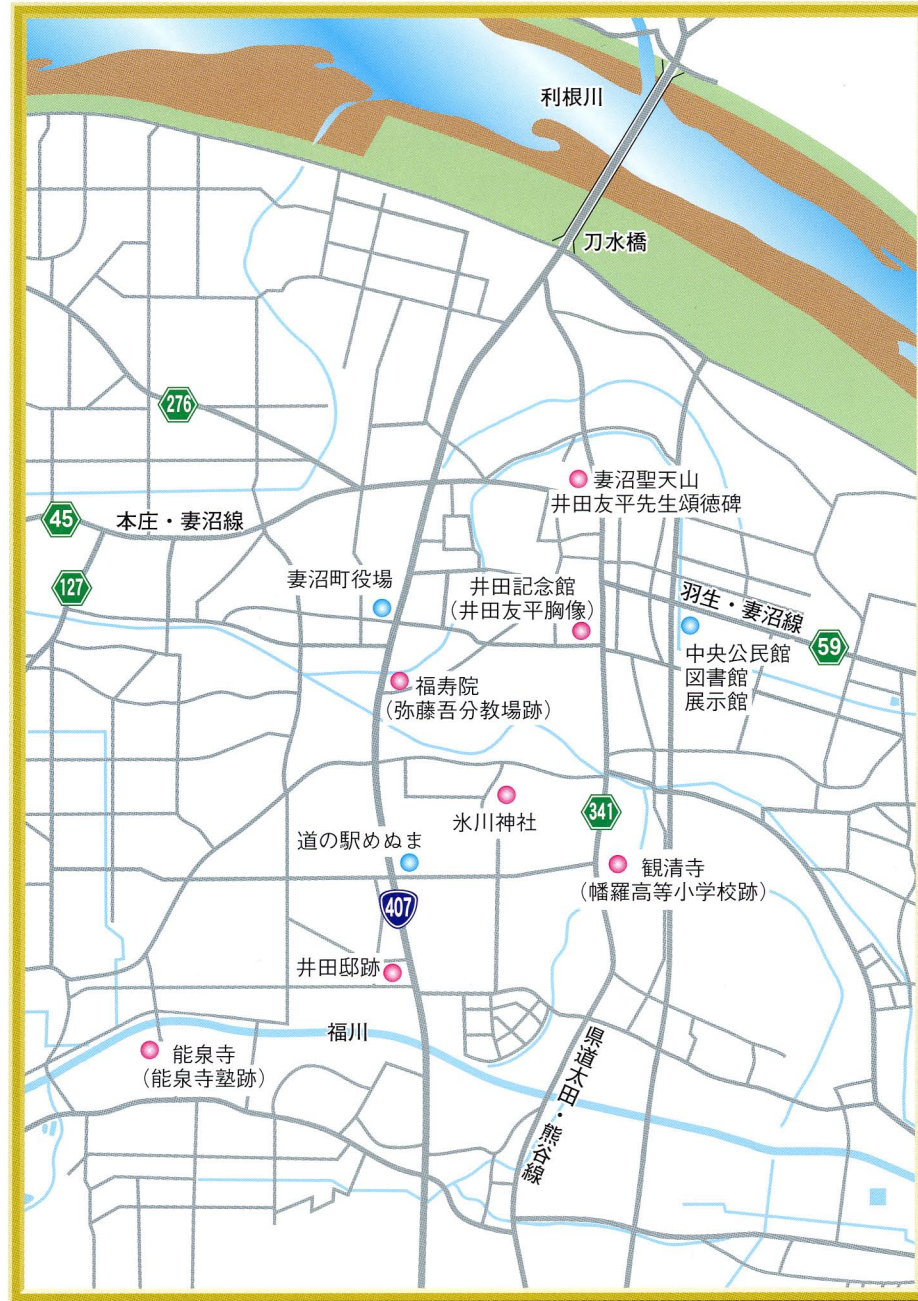 利根川
刀水橋
276
妻沼聖天山
井田友平先生頌徳碑
45
本庄・妻沼線
127
妻沼町役場
井田記念館
（井田友平胸像）
羽生・妻沼線
59
中央公民館
図書館
展示館
福寿院
（弥藤吾分教場跡）
氷川神社
341
道の駅めぬま
観清寺
（幡羅高等小学校跡）
407
井田邸跡
福川
能泉寺
（能泉寺塾跡）
県道太田・熊谷線